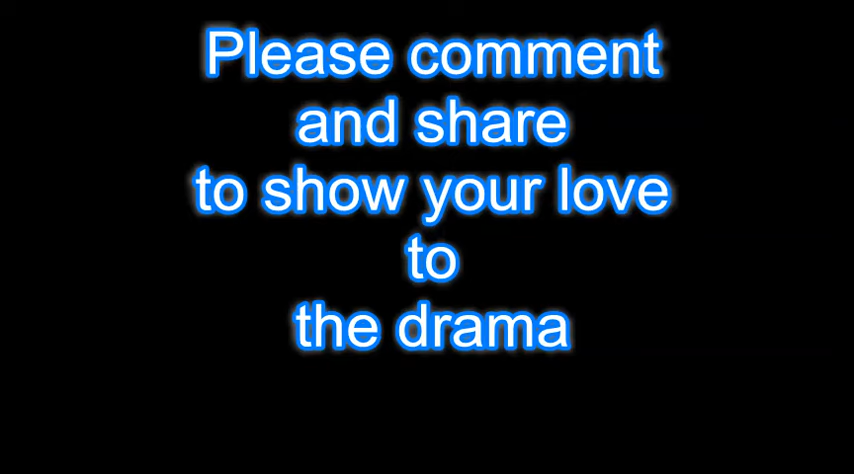 Please comment
and share
to show your love
to
the drama